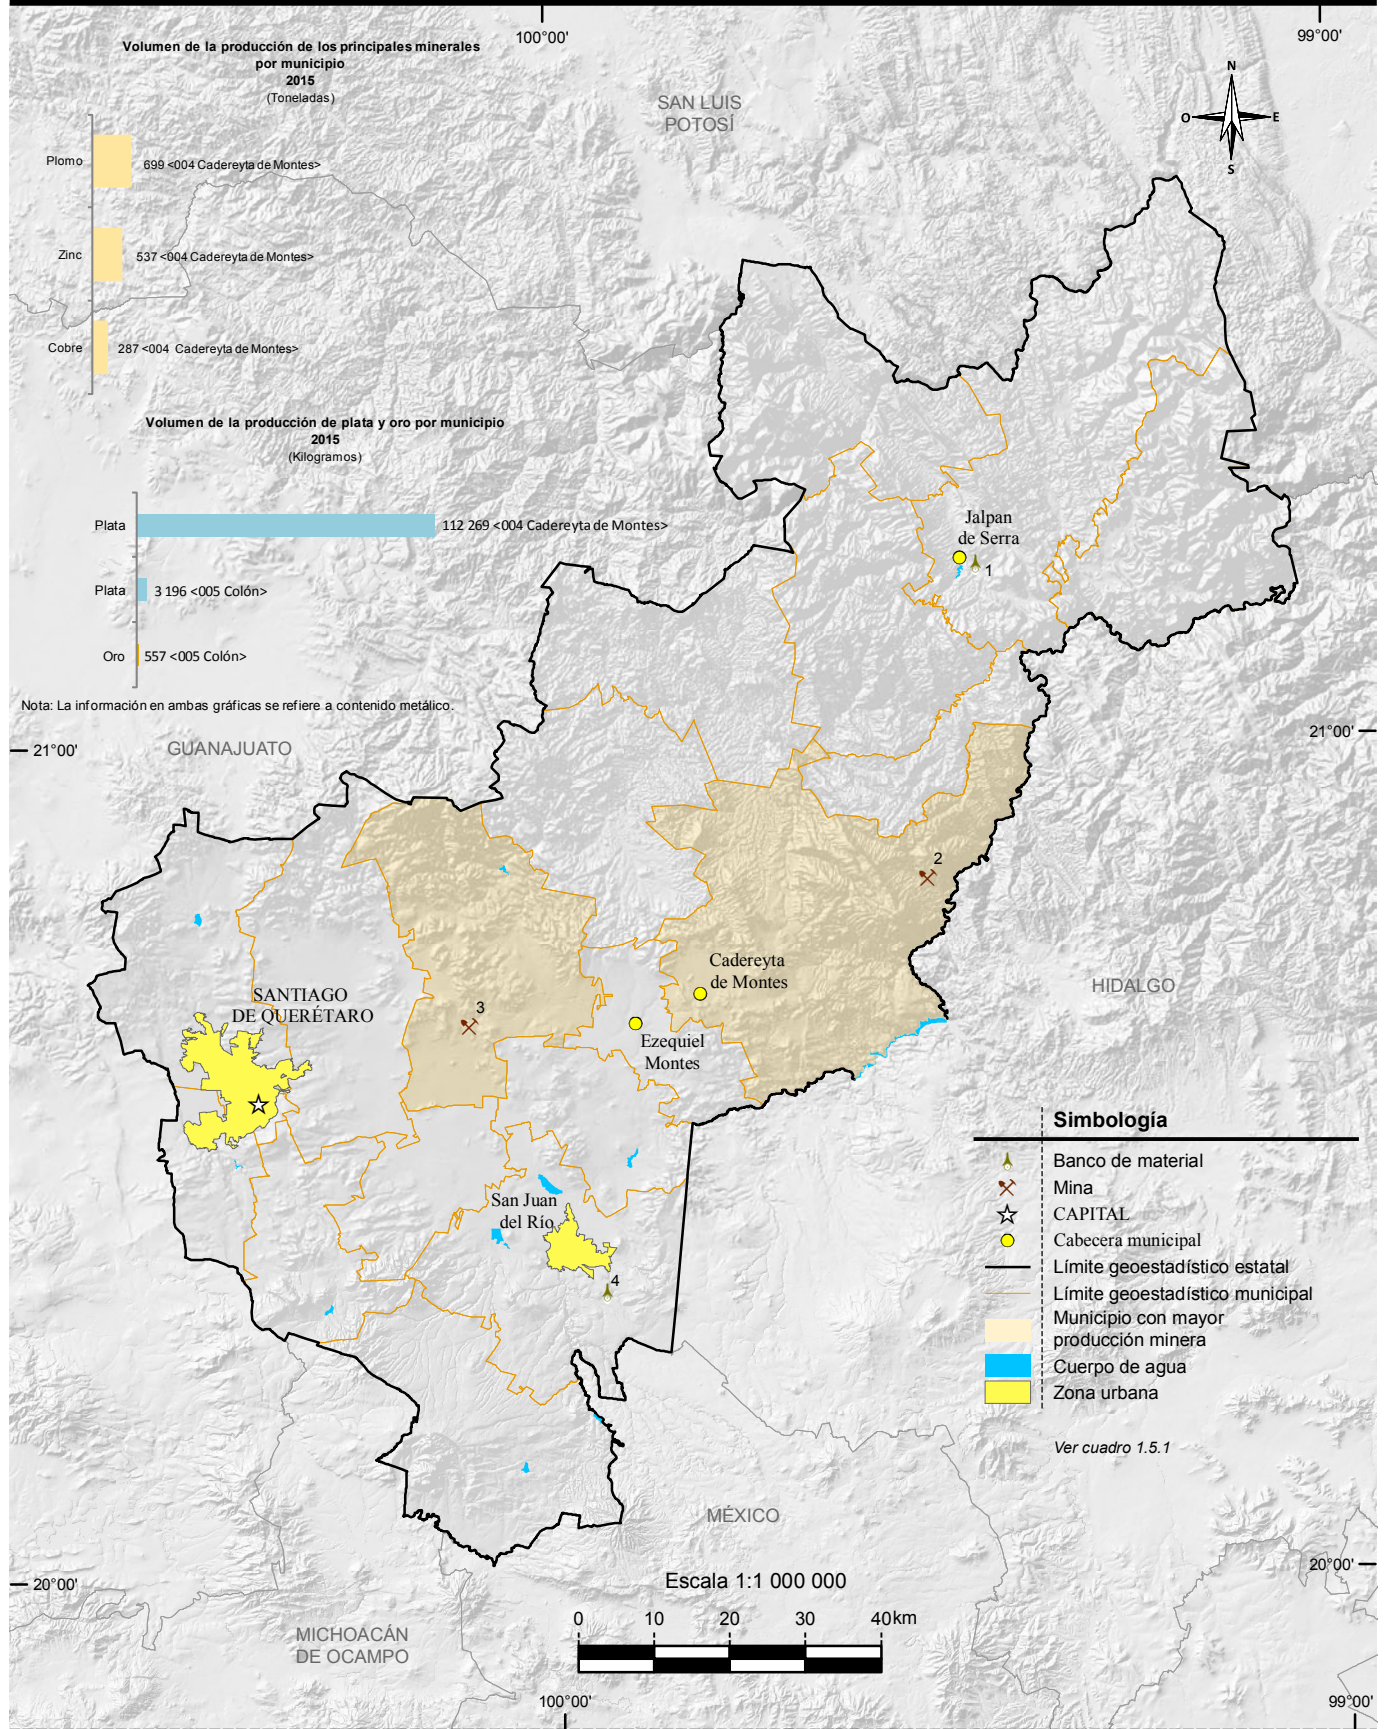 100°00'
99°00'
Volumen de la producción de los principales minerales
por municipio
2015
(Toneladas)
Plomo
699 <004 Cadereyta de Montes>
Zinc
537 <004 Cadereyta de Montes>
Cobre
287 <004 Cadereyta de Montes>
Volumen de la producción de plata y oro por municipio
2015
(Kilogramos)
Plata
112 269 <004 Cadereyta de Montes>
Plata
3 196 <005 Colón>
Oro
557 <005 Colón>
Nota: La información en ambas gráficas se refiere a contenido metálico.
SAN LUIS
POTOSÍ
N
O
E
S
Jalpan
de Serra
1
21°00'
21°00'
GUANAJUATO
2
Cadereyta
de Montes
HIDALGO
SANTIAGO
DE QUERÉTARO
3
Ezequiel
Montes
San Juan
del Río
4
Simbología
Banco de material
Mina
CAPITAL
Cabecera municipal
Límite geoestadístico estatal
Límite geoestadístico municipal
Municipio con mayor
producción minera
Cuerpo de agua
Zona urbana
Ver cuadro 1.5.1
MÉXICO
20°00'
20°00'
Escala 1:1 000 000
0
10
20
30
40 km
MICHOACÁN
DE OCAMPO
100°00'
99°00'